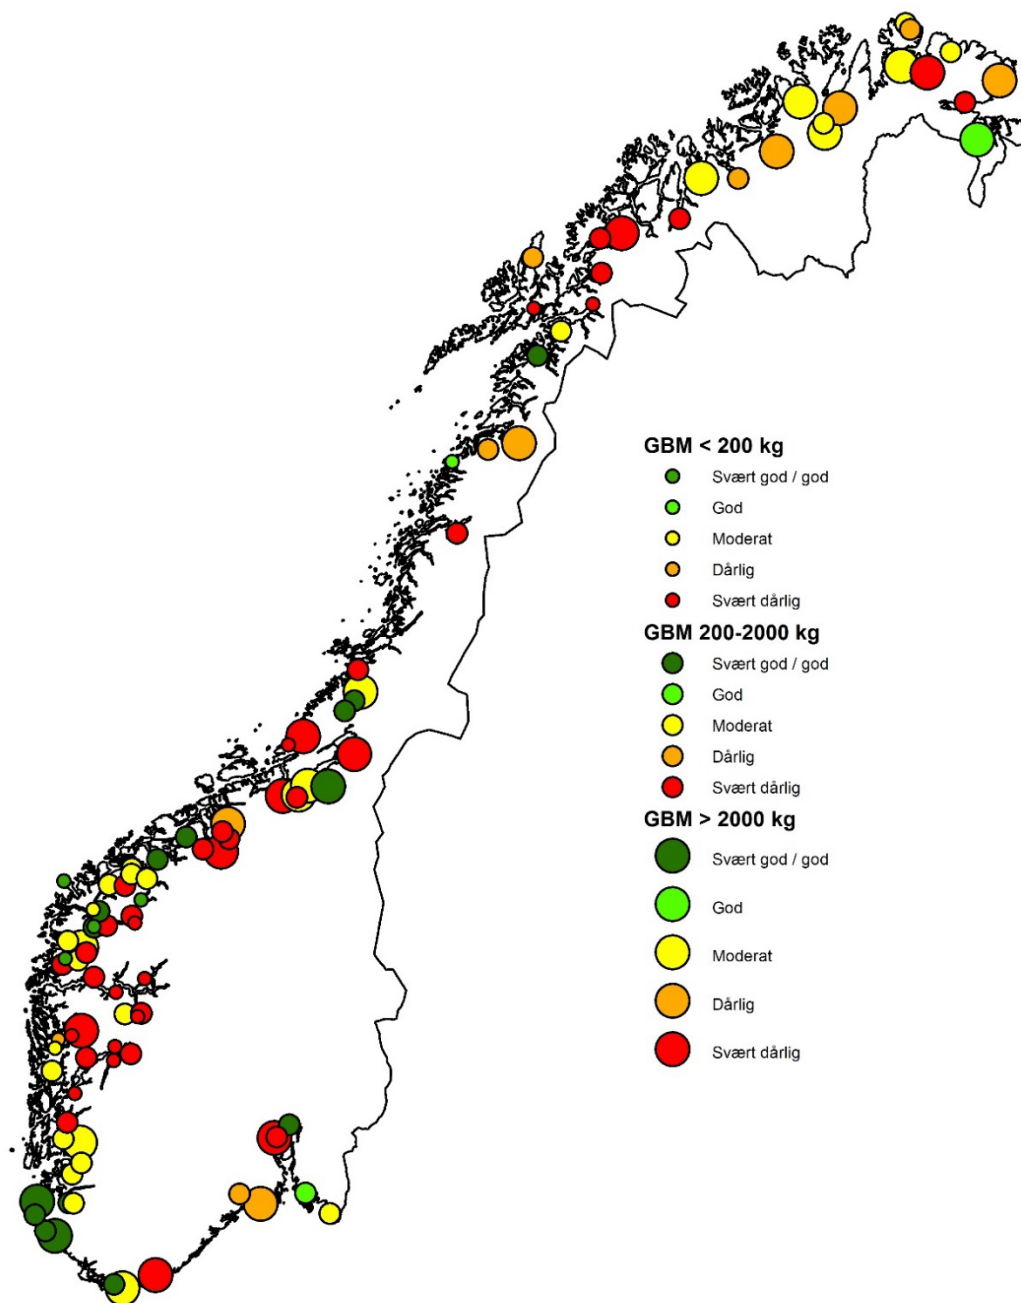 GBM < 200 kg
Svært god / god
God
Moderat
Dårlig
Svært dårlig
GBM 200-2000 kg
Svært god / god
God
Moderat
Dårlig
Svært dårlig
GBM > 2000 kg
Svært god / god
God
Moderat
Dårlig
Svært dårlig